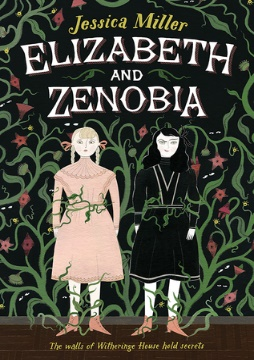 Jessica Miller
ELIZABETH
AND
ZENOBIA
The walls of Witheringe House hold secrets